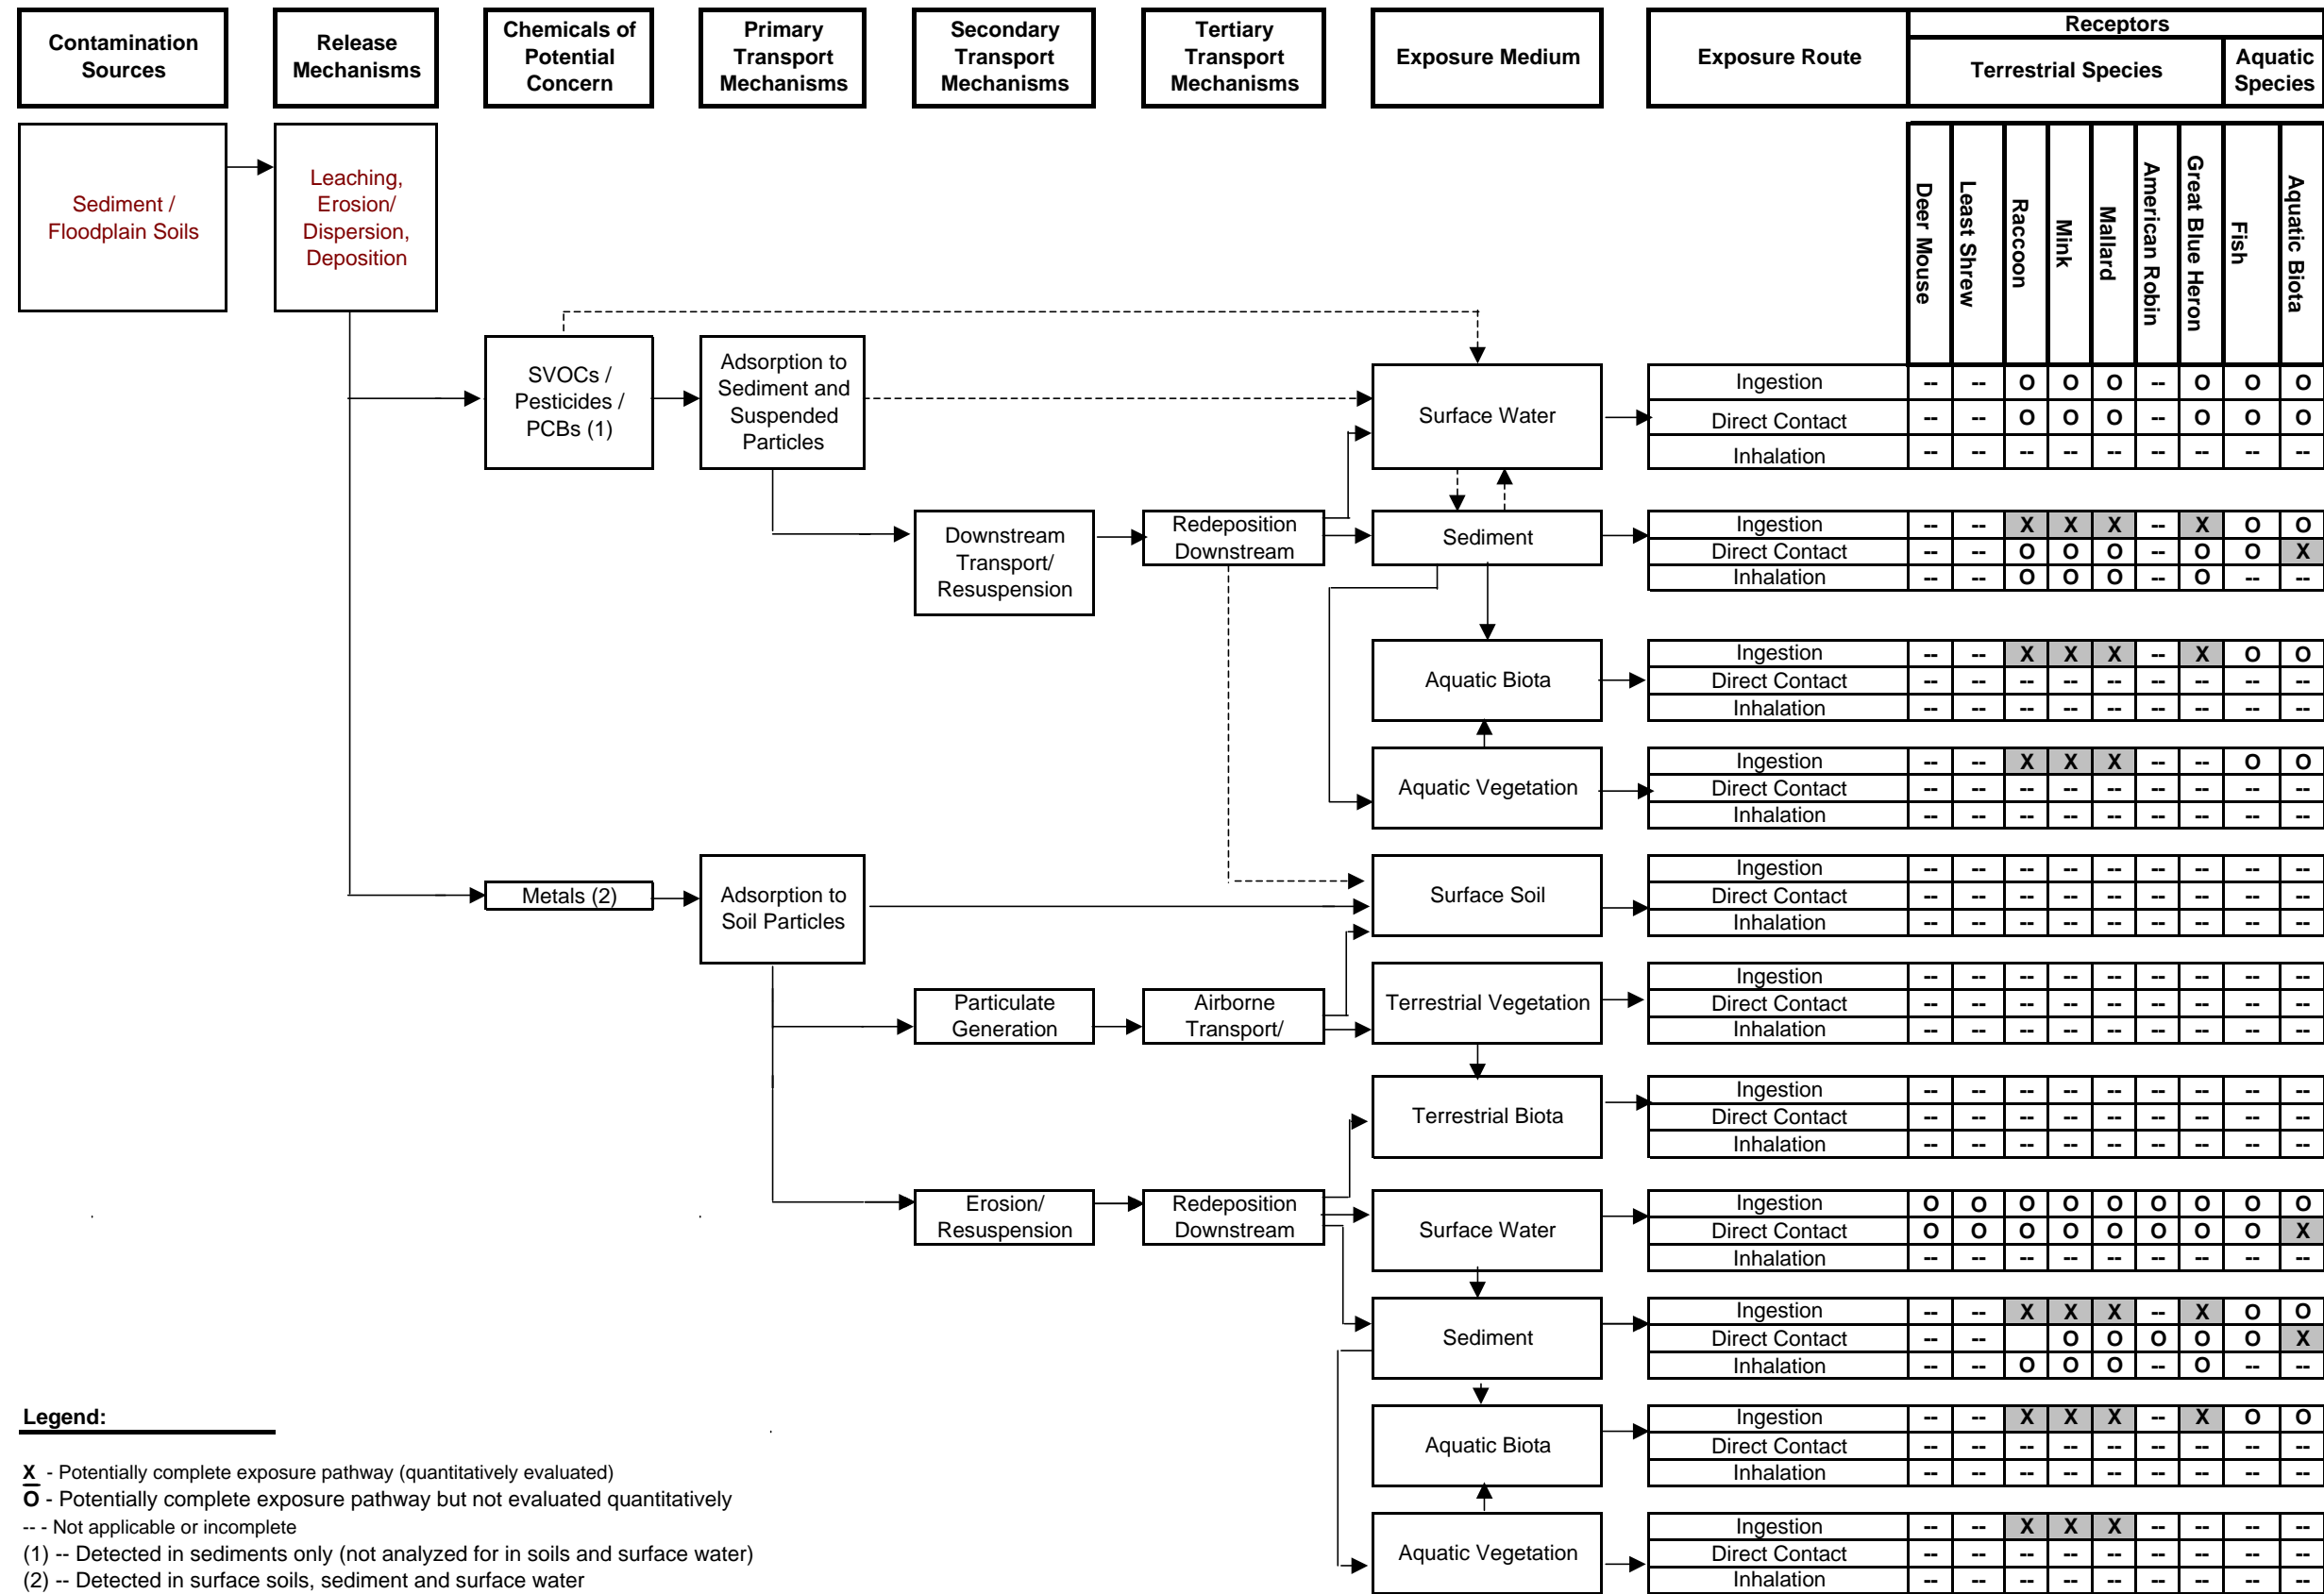 Contamination
Sources
Release
Mechanisms
Chemicals of
Potential
Concern
Primary
Transport
Mechanisms
Secondary
Transport
Mechanisms
Tertiary
Transport
Mechanisms
Exposure Medium
Exposure Route
Receptors
Terrestrial Species
Aquatic
Species
Sediment /
Floodplain Soils
Leaching,
Erosion/
Dispersion,
Deposition
Deer Mouse
Least Shrew
Raccoon
Mink
Mallard
American Robin
Great Blue Heron
Fish
Aquatic Biota
SVOCs /
Pesticides /
PCBs (1)
Adsorption to
Sediment and
Suspended
Particles
Surface Water
Ingestion -- -- O O O -- O O O
Direct Contact -- -- O O O -- O O O
Inhalation -- -- -- -- -- -- -- -- --
Downstream
Transport/
Resuspension
Redeposition
Downstream
Sediment
Ingestion -- -- X X X -- X O O
Direct Contact -- -- O O O -- O O X
Inhalation -- -- O O O -- O -- --
Aquatic Biota
Ingestion -- -- X X X -- X O O
Direct Contact -- -- -- -- -- -- -- -- --
Inhalation -- -- -- -- -- -- -- -- --
Aquatic Vegetation
Ingestion -- -- X X X -- -- O O
Direct Contact -- -- -- -- -- -- -- -- --
Inhalation -- -- -- -- -- -- -- -- --
Metals (2)
Adsorption to
Soil Particles
Surface Soil
Ingestion -- -- -- -- -- -- -- -- --
Direct Contact -- -- -- -- -- -- -- -- --
Inhalation -- -- -- -- -- -- -- -- --
Particulate
Generation
Airborne
Transport/
Terrestrial Vegetation
Ingestion -- -- -- -- -- -- -- -- --
Direct Contact -- -- -- -- -- -- -- -- --
Inhalation -- -- -- -- -- -- -- -- --
Terrestrial Biota
Ingestion -- -- -- -- -- -- -- -- --
Direct Contact -- -- -- -- -- -- -- -- --
Inhalation -- -- -- -- -- -- -- -- --
Erosion/
Resuspension
Redeposition
Downstream
Surface Water
Ingestion O O O O O O O O O
Direct Contact O O O O O O O O X
Inhalation -- -- -- -- -- -- -- -- --
Sediment
Ingestion -- -- X X X -- X O O
Direct Contact -- -- O O O O O X
Inhalation -- -- O O O -- O -- --
Aquatic Biota
Ingestion -- -- X X X -- X O O
Direct Contact -- -- -- -- -- -- -- -- --
Inhalation -- -- -- -- -- -- -- -- --
Aquatic Vegetation
Ingestion -- -- X X X -- -- -- --
Direct Contact -- -- -- -- -- -- -- -- --
Inhalation -- -- -- -- -- -- -- -- --
Legend:
X - Potentially complete exposure pathway (quantitatively evaluated)
O - Potentially complete exposure pathway but not evaluated quantitatively
-- - Not applicable or incomplete
(1) -- Detected in sediments only (not analyzed for in soils and surface water)
(2) -- Detected in surface soils, sediment and surface water